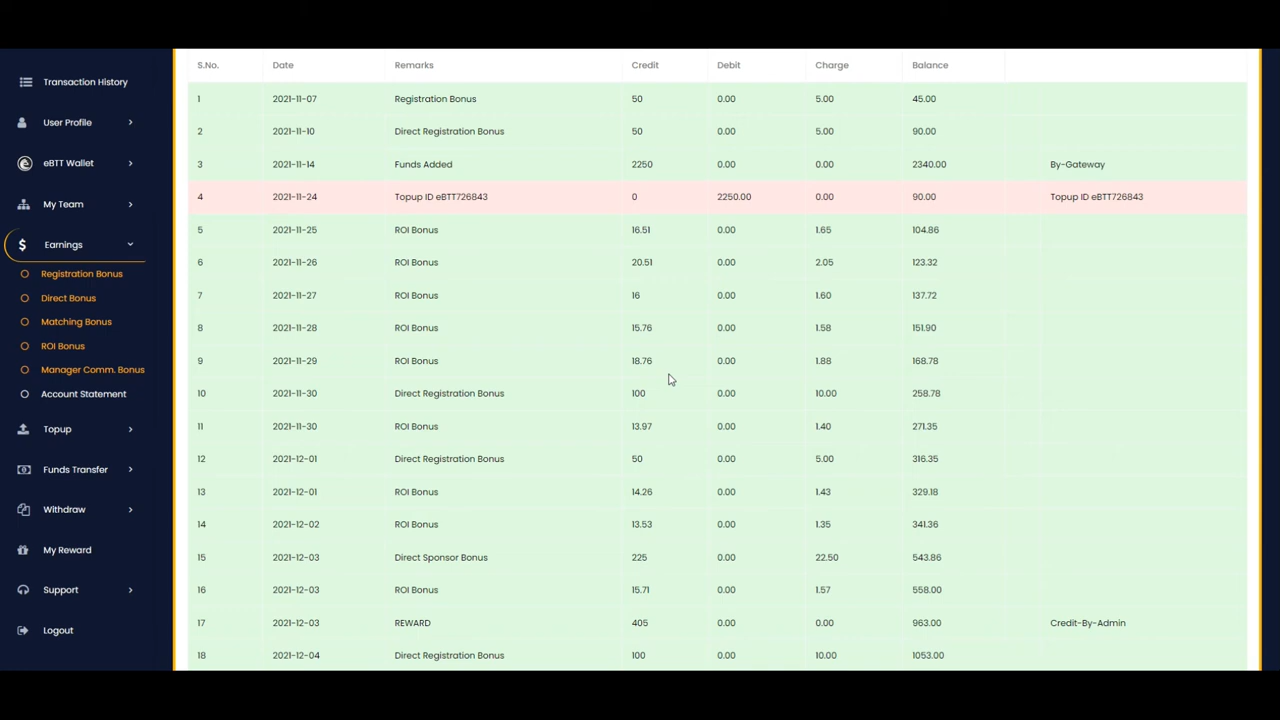 Transaction History
User Profile
eBTT Wallet
My Team
Earnings
Registration Bonus
Direct Bonus
Matching Bonus
ROI Bonus
Manager Comm. Bonus
Account Statement
Topup
Funds Transfer
Withdraw
My Reward
Support
Logout
S.No. Date Remarks Credit Debit Charge Balance
1 2021-11-07 Registration Bonus 50 0.00 5.00 45.00
2 2021-11-10 Direct Registration Bonus 50 0.00 5.00 90.00
3 2021-11-14 Funds Added 2250 0.00 0.00 2340.00 By-Gateway
4 2021-11-24 Topup ID eBTT726843 0 2250.00 0.00 90.00 Topup ID eBTT726843
5 2021-11-25 ROI Bonus 16.51 0.00 1.65 104.86
6 2021-11-26 ROI Bonus 20.51 0.00 2.05 123.32
7 2021-11-27 ROI Bonus 16 0.00 1.60 137.72
8 2021-11-28 ROI Bonus 15.76 0.00 1.58 151.90
9 2021-11-29 ROI Bonus 18.76 0.00 1.88 168.78
10 2021-11-30 Direct Registration Bonus 100 0.00 10.00 258.78
11 2021-11-30 ROI Bonus 13.97 0.00 1.40 271.35
12 2021-12-01 Direct Registration Bonus 50 0.00 5.00 316.35
13 2021-12-01 ROI Bonus 14.26 0.00 1.43 329.18
14 2021-12-02 ROI Bonus 13.53 0.00 1.35 341.36
15 2021-12-03 Direct Sponsor Bonus 225 0.00 22.50 543.86
16 2021-12-03 ROI Bonus 15.71 0.00 1.57 558.00
17 2021-12-03 REWARD 405 0.00 0.00 963.00 Credit-By-Admin
18 2021-12-04 Direct Registration Bonus 100 0.00 10.00 1053.00